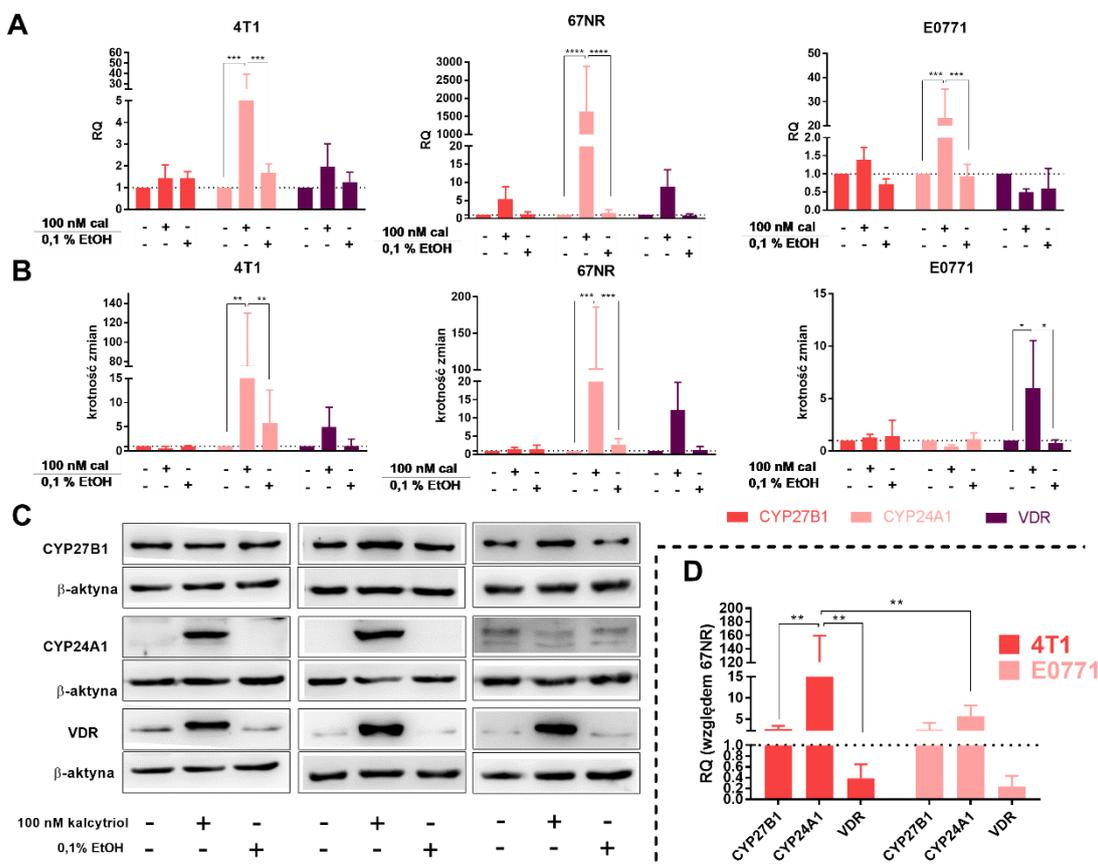 A
4T1
67NR
E0771
RQ
60
50
40
30
5
4
3
2
1
0
*** ***
RQ
3000
2500
2000
1500
1000
20
15
10
5
0
**** ****
RQ
50
40
30
20
2.0
1.5
1.0
0.5
0.0
*** ***
100 nM cal - + - - + - - + -
0,1 % EtOH - - + - - + - - +
100 nM cal - + - - + - - + -
0,1 % EtOH - - + - - + - - +
100 nM cal - + - - + - - + -
0,1 % EtOH - - + - - + - - +
B
4T1
67NR
E0771
krotność zmian
140
120
100
80
15
10
5
0
** **
krotność zmian
200
150
100
20
15
10
5
0
*** ***
krotność zmian
15
10
5
0
* *
100 nM cal - + - - + - - + -
0,1 % EtOH - - + - - + - - +
100 nM cal - + - - + - - + -
0,1 % EtOH - - + - - + - - +
100 nM cal - + - - + - - + -
0,1 % EtOH - - + - - + - - +
CYP27B1 CYP24A1 VDR
C
CYP27B1
β-aktyna
CYP24A1
β-aktyna
VDR
β-aktyna
100 nM kalcytriol - + - - + - - + -
0,1% EtOH - - + - - + - - +
D
RQ (względem 67NR)
200
180
160
140
120
15
10
5
1.0
0.8
0.6
0.4
0.2
0.0
** ** **
4T1
E0771
CYP27B1 CYP24A1 VDR CYP27B1 CYP24A1 VDR